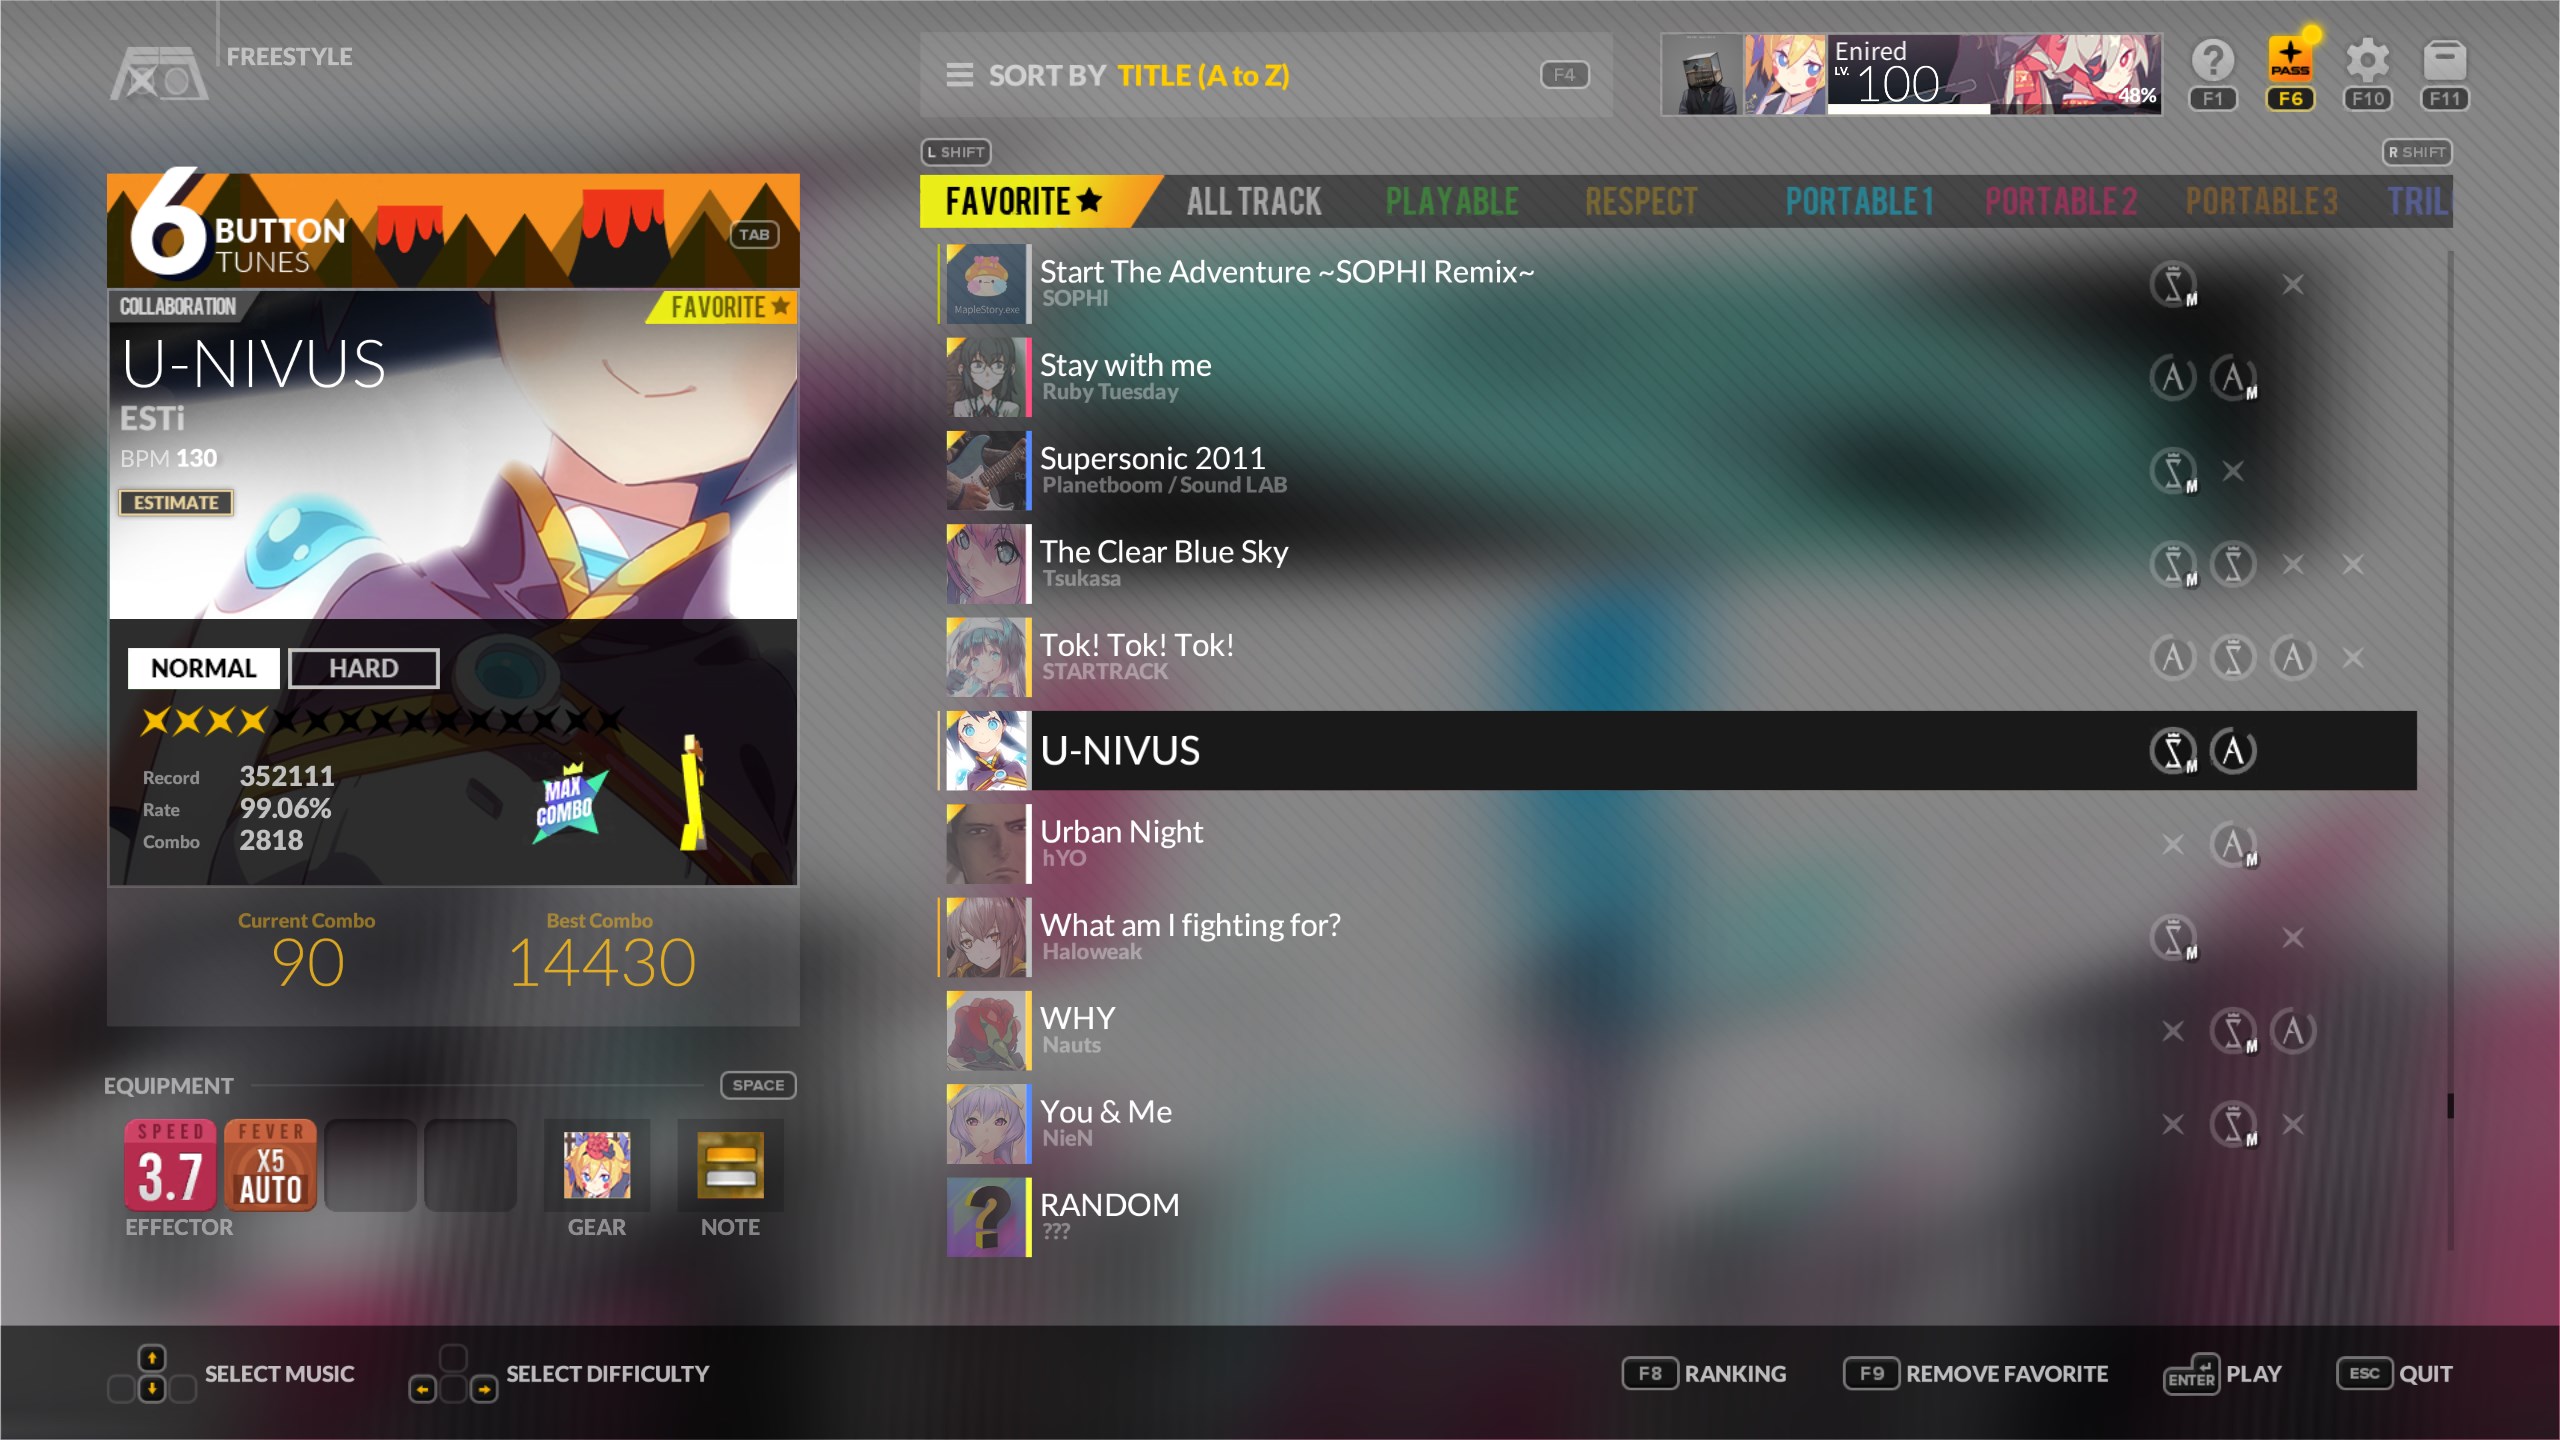 FREESTYLE
SORT BY TITLE (A to Z) F4
Enired
LV. 100
48%
PASS
F1 F6 F10 F11
L SHIFT
R SHIFT
FAVORITE ALL TRACK PLAYABLE RESPECT PORTABLE 1 PORTABLE 2 PORTABLE 3 TRIL
6 BUTTON
TUNES
TAB
COLLABORATION
FAVORITE
U-NIVUS
ESTi
BPM 130
ESTIMATE
NORMAL HARD
Record 352111
Rate 99.06%
Combo 2818
MAX
COMBO
Current Combo
90
Best Combo
14430
EQUIPMENT
SPACE
SPEED
3.7
FEVER
X5
AUTO
EFFECTOR
GEAR
NOTE
MapleStory.exe
Start The Adventure ~SOPHI Remix~
SOPHI
M
Stay with me
Ruby Tuesday
A A M
Supersonic 2011
Planetboom / Sound LAB
M
The Clear Blue Sky
Tsukasa
M
Tok! Tok! Tok!
STARTRACK
A A
U-NIVUS
M A
Urban Night
hYO
A M
What am I fighting for?
Haloweak
M
WHY
Nauts
M A
You & Me
NieN
M
?
RANDOM
???
SELECT MUSIC
SELECT DIFFICULTY
F8 RANKING
F9 REMOVE FAVORITE
ENTER PLAY
ESC QUIT